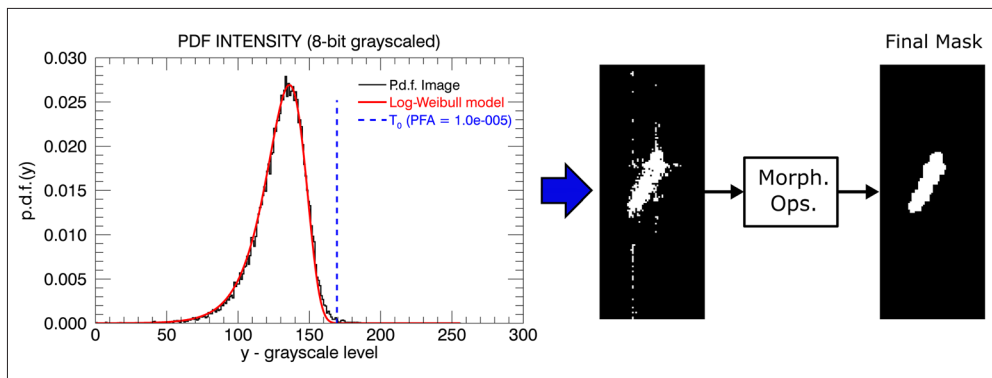 PDF INTENSITY (8-bit grayscaled)
0.030
0.025
0.020
0.015
0.010
0.005
0.000
p.d.f.(y)
P.d.f. Image
Log-Weibull model
T0 (PFA = 1.0e-005)
0 50 100 150 200 250 300
y - grayscale level
Morph.
Ops.
Final Mask